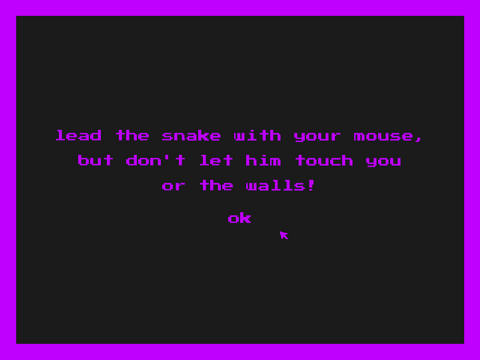 lead the snake with your mouse,
but don't let him touch you
or the walls!
ok